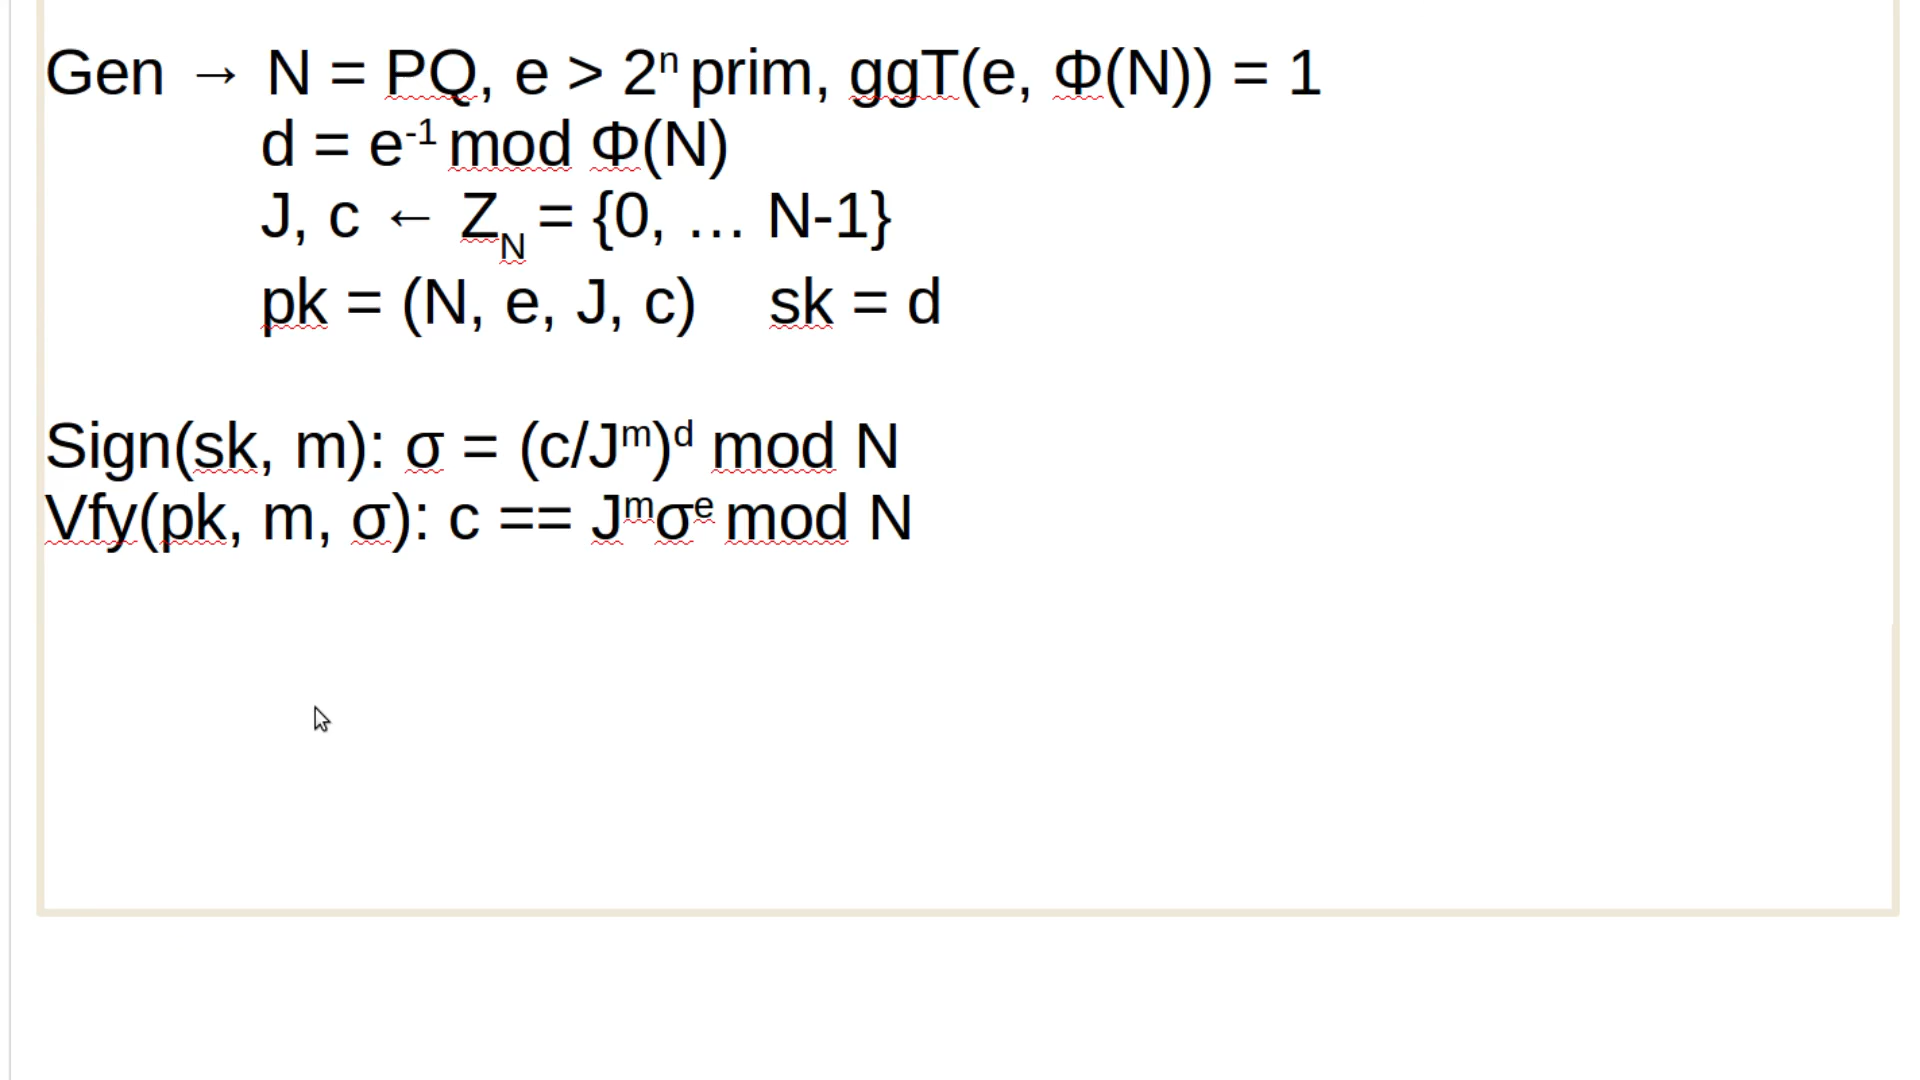 Gen → N = PQ, e > 2ⁿ prim, ggT(e, Φ(N)) = 1
d = e⁻¹ mod Φ(N)
J, c ← Z_N = {0, … N-1}
pk = (N, e, J, c) sk = d
Sign(sk, m): σ = (c/Jᵐ)ᵈ mod N
Vfy(pk, m, σ): c == Jᵐσᵉ mod N